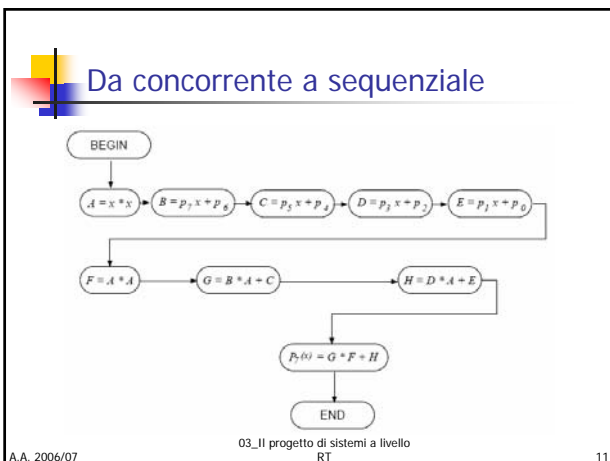 Da concorrente a sequenziale
BEGIN
A = x * x
B = p7 x + p6
C = p5 x + p4
D = p3 x + p2
E = p1 x + p0
F = A * A
G = B * A + C
H = D * A + E
P7(x) = G * F + H
END
A.A. 2006/07
03_Il progetto di sistemi a livello
RT
11